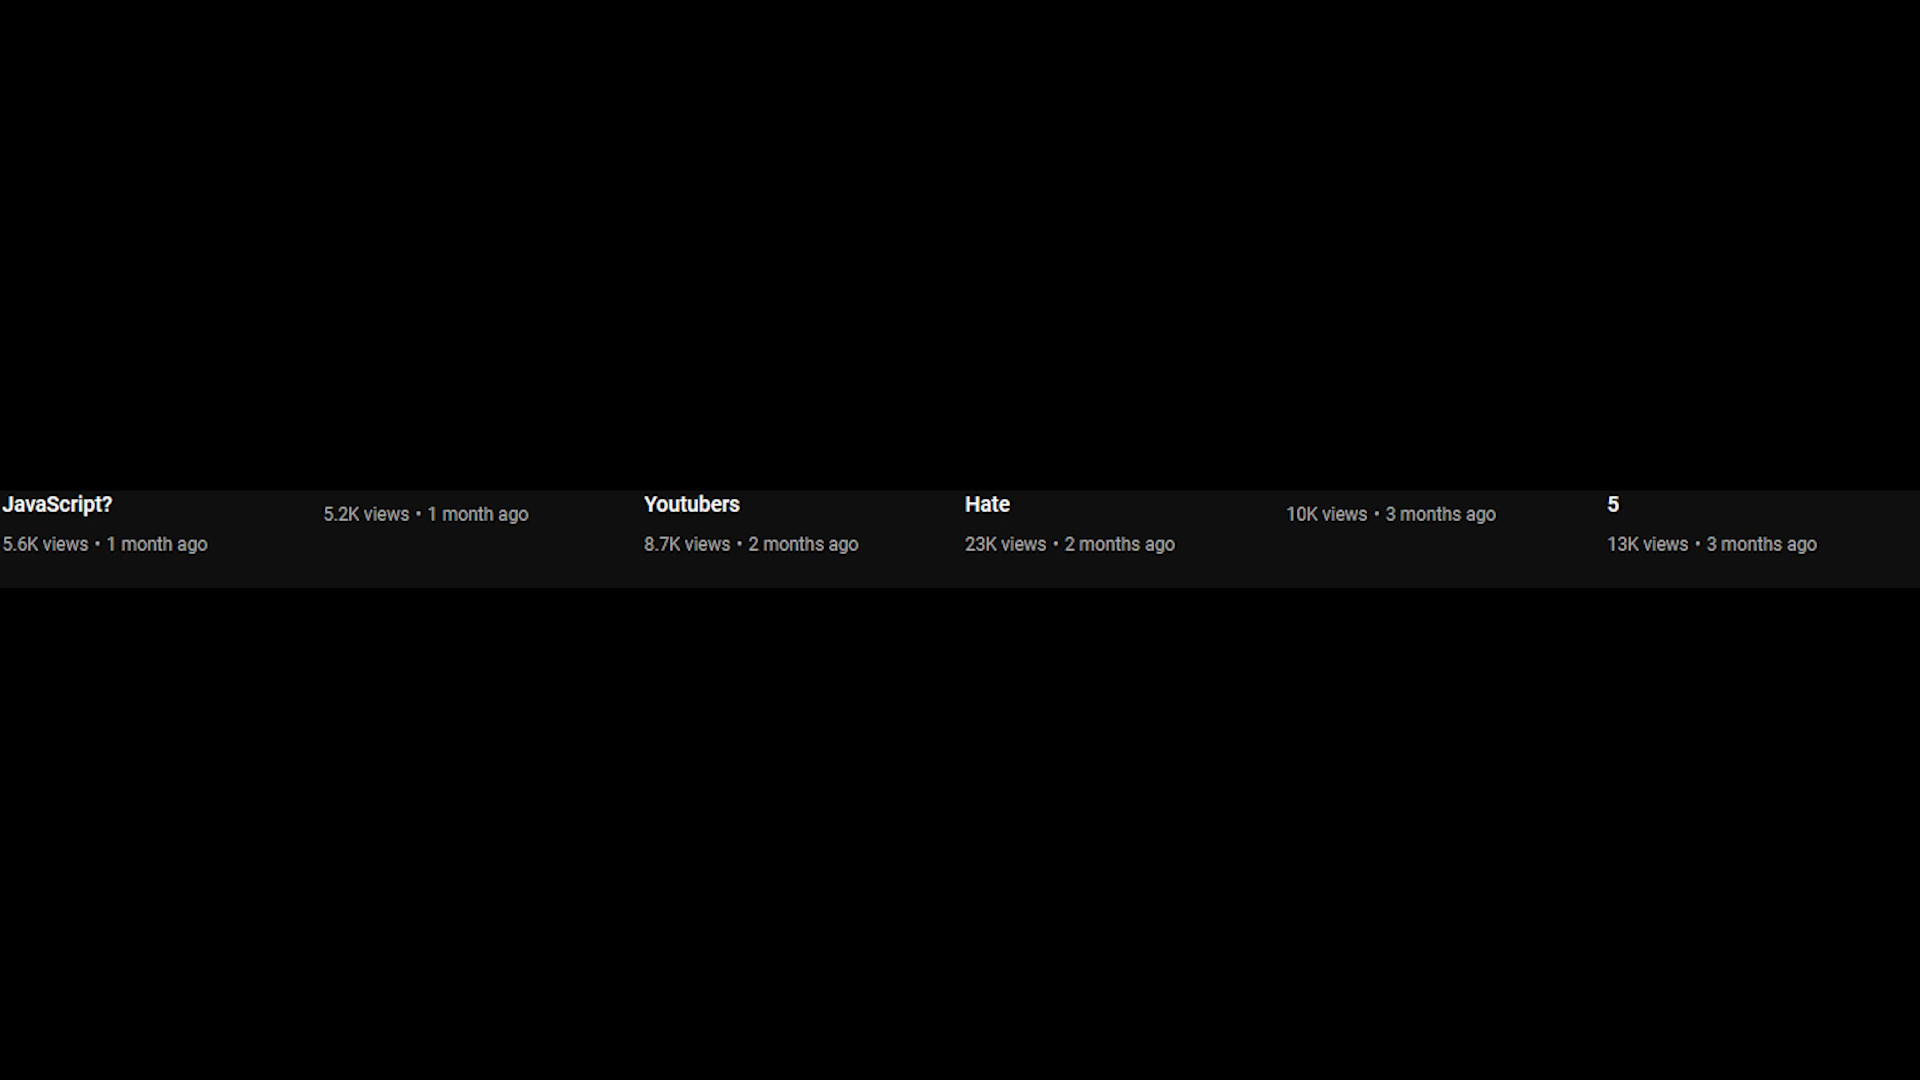 JavaScript?
5.6K views • 1 month ago
5.2K views • 1 month ago
Youtubers
8.7K views • 2 months ago
Hate
23K views • 2 months ago
10K views • 3 months ago
5
13K views • 3 months ago